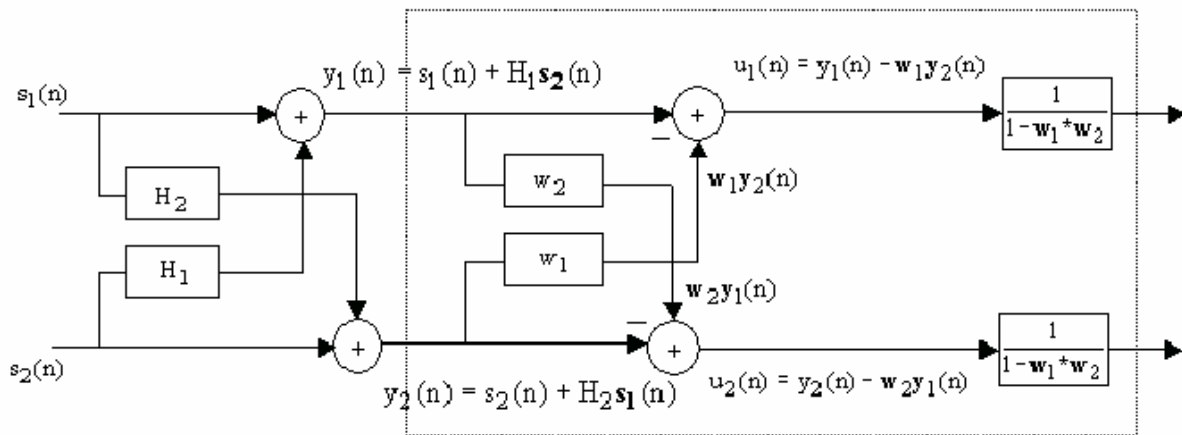 y₁(n) = s₁(n) + H₁s₂(n)
u₁(n) = y₁(n) - w₁y₂(n)
s₁(n)
+
−
+
1
1-w₁*w₂
H₂
w₂
w₁y₂(n)
H₁
w₁
w₂y₁(n)
−
s₂(n)
+
+
1
1-w₁*w₂
y₂(n) = s₂(n) + H₂s₁(n)
u₂(n) = y₂(n) - w₂y₁(n)